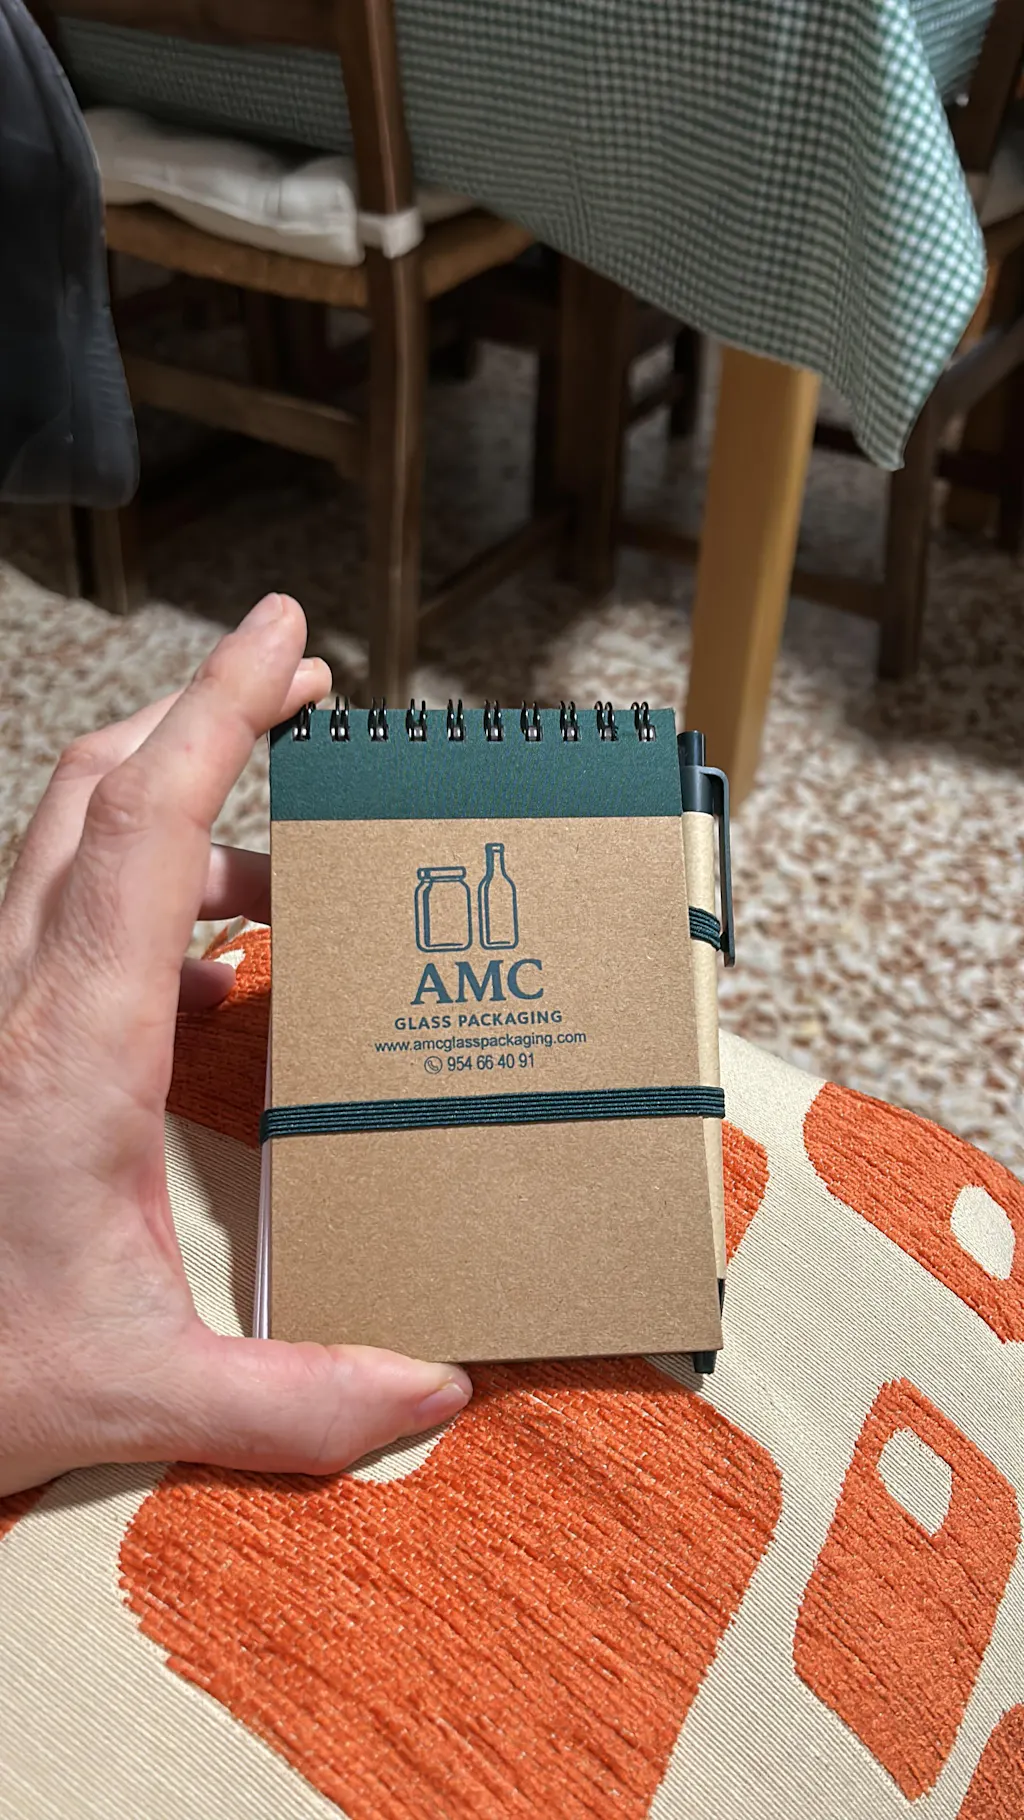 AMC
GLASS PACKAGING
www.amcglasspackaging.com
954 66 40 91